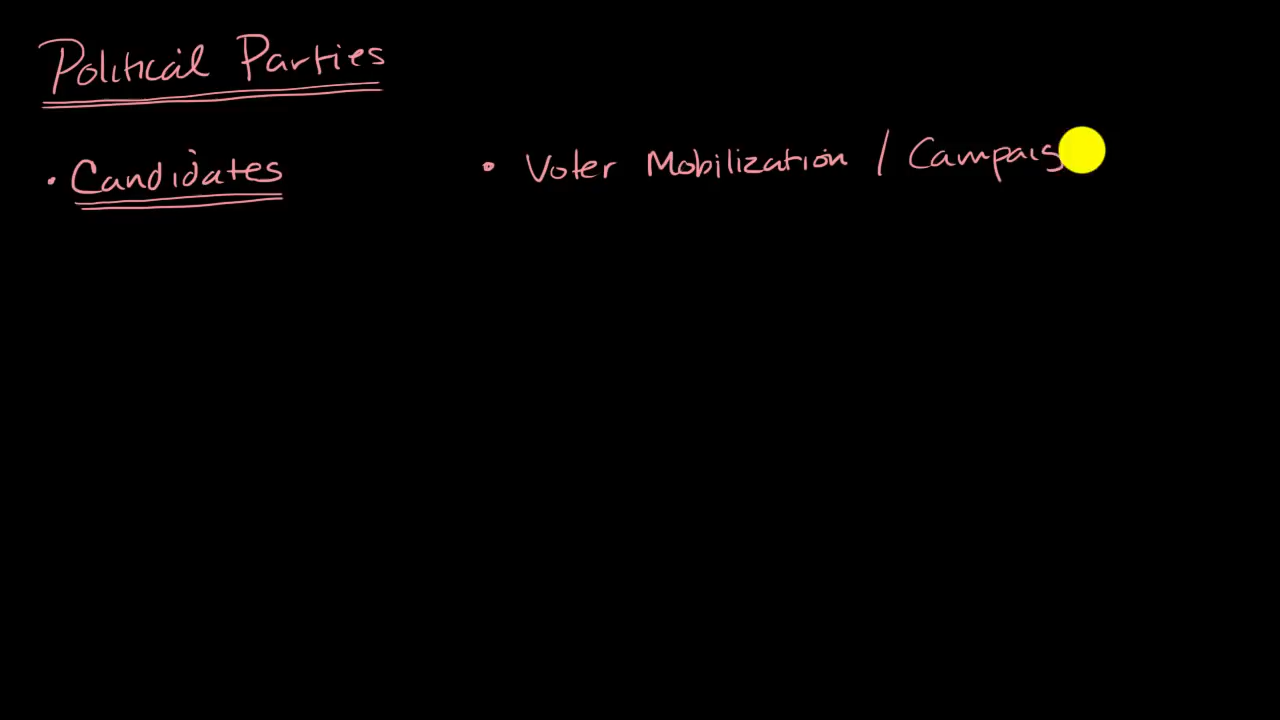 Political Parties
• Candidates
• Voter Mobilization / Campaig